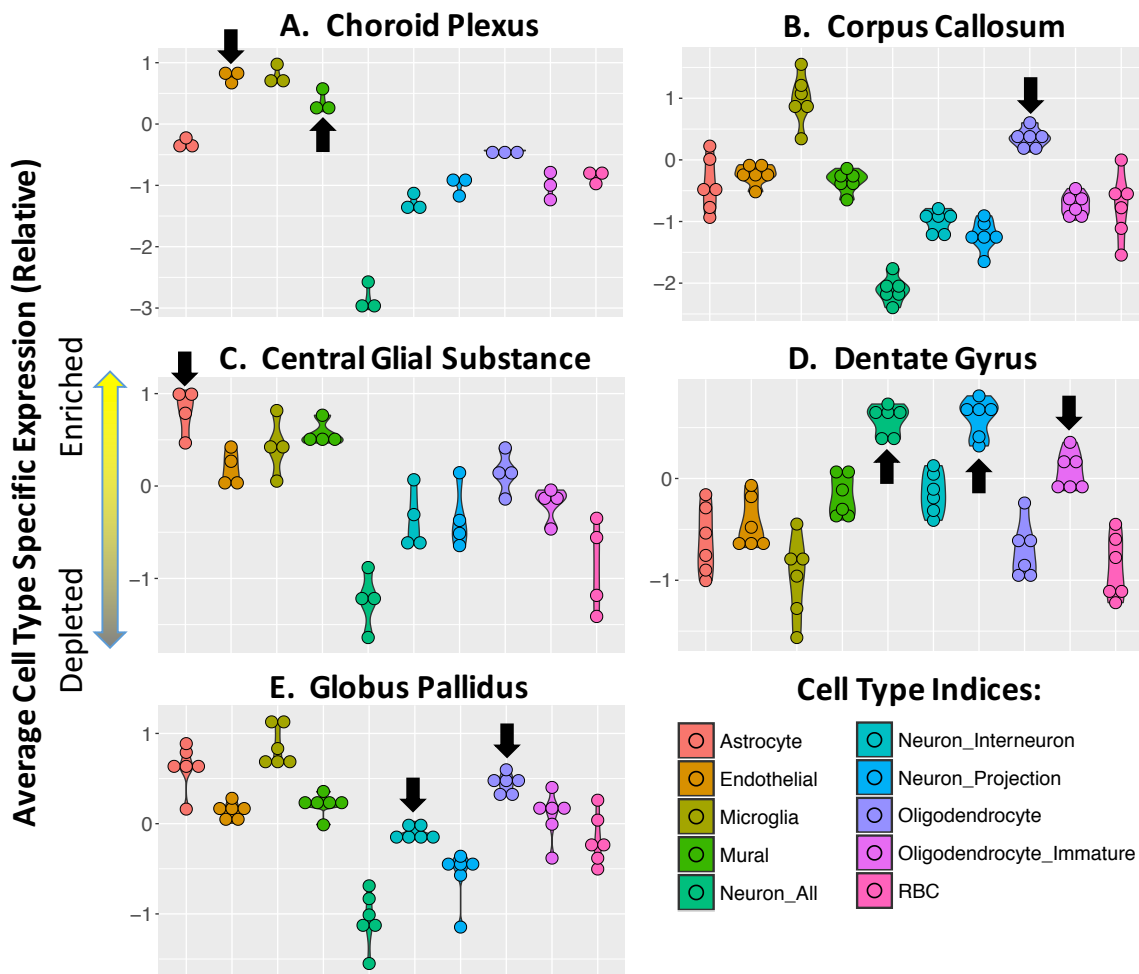 A. Choroid Plexus
1
0
−1
−2
−3
B. Corpus Callosum
1
0
−1
−2
Average Cell Type Specific Expression (Relative)
Enriched
Depleted
C. Central Glial Substance
1
0
−1
D. Dentate Gyrus
0
−1
E. Globus Pallidus
1
0
−1
Cell Type Indices:
Astrocyte
Endothelial
Microglia
Mural
Neuron_All
Neuron_Interneuron
Neuron_Projection
Oligodendrocyte
Oligodendrocyte_Immature
RBC